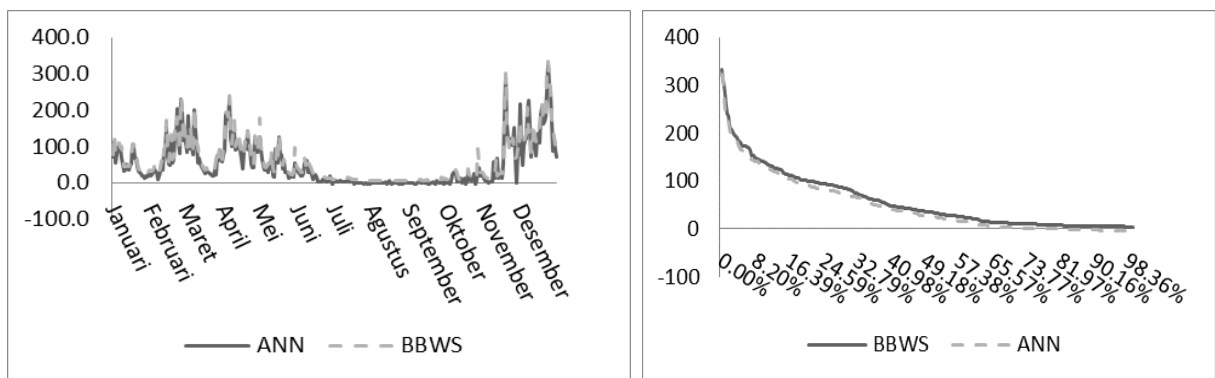 400.0
300.0
200.0
100.0
0.0
-100.0
Januari
Februari
Maret
April
Mei
Juni
Juli
Agustus
September
Oktober
November
Desember
ANN
BBWS
400
300
200
100
0
-100
0.00%
8.20%
16.39%
24.59%
32.79%
40.98%
49.18%
57.38%
65.57%
73.77%
81.97%
90.16%
98.36%
BBWS
ANN